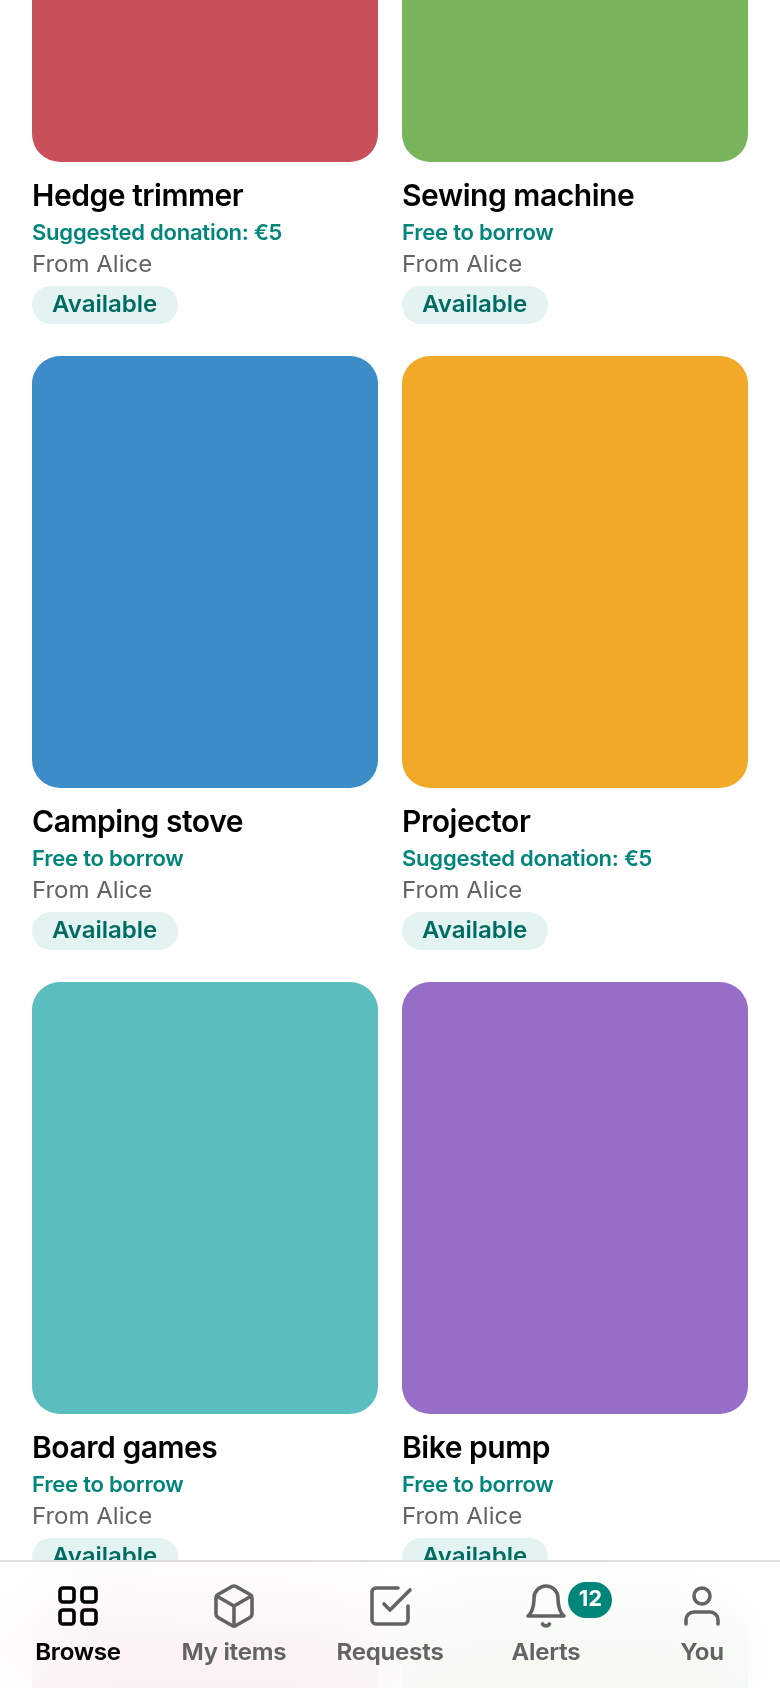 Hedge trimmer
Suggested donation: €5
From Alice
Available
Sewing machine
Free to borrow
From Alice
Available
Camping stove
Free to borrow
From Alice
Available
Projector
Suggested donation: €5
From Alice
Available
Board games
Free to borrow
From Alice
Available
Bike pump
Free to borrow
From Alice
Available
Browse
My items
Requests
12
Alerts
You